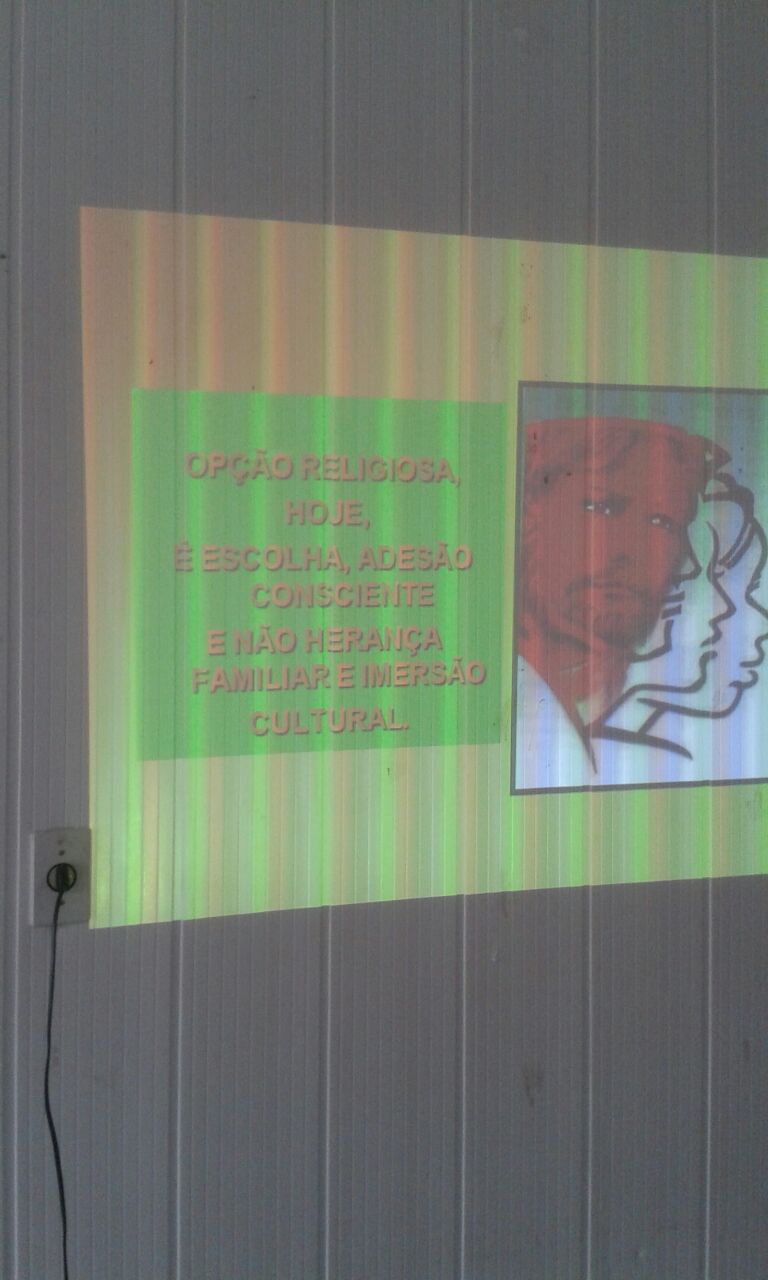 OPÇÃO RELIGIOSA,
HOJE,
É ESCOLHA, ADESÃO
CONSCIENTE
E NÃO HERANÇA
FAMILIAR E IMERSÃO
CULTURAL.